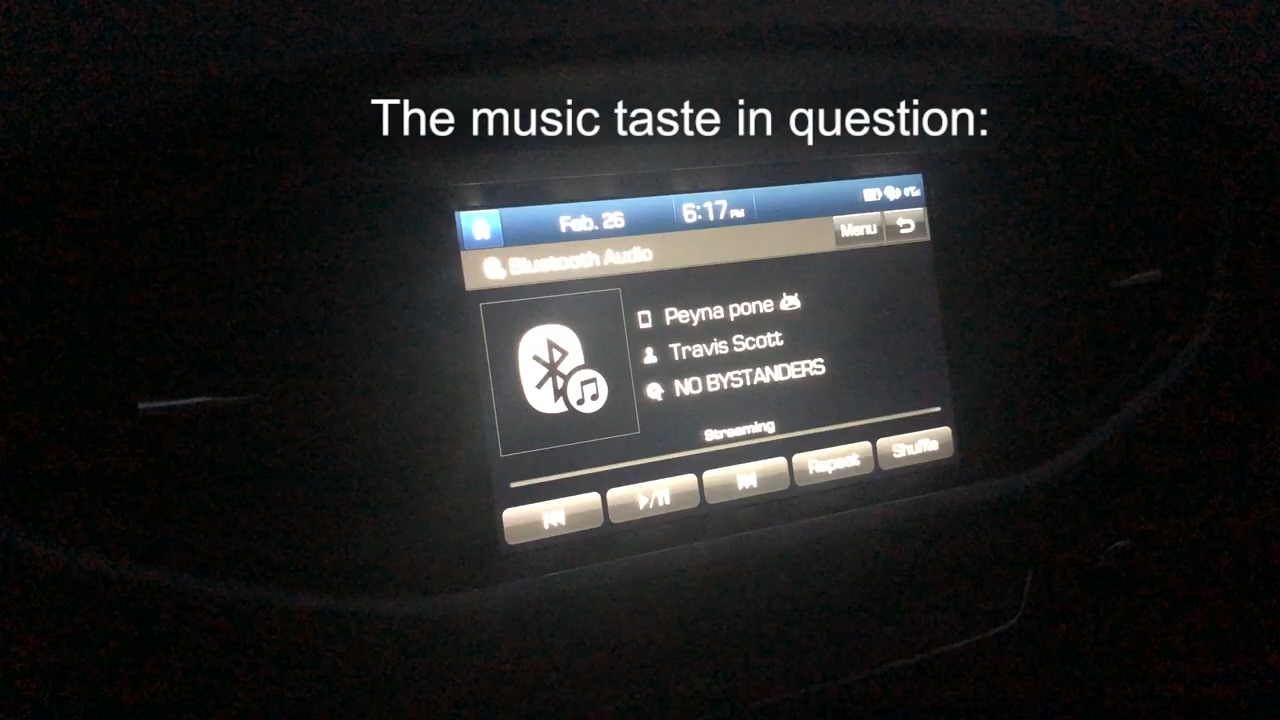 The music taste in question:
Feb. 26 6:17 PM
Menu
Bluetooth Audio
Peyna pone
Travis Scott
NO BYSTANDERS
Streaming
Repeat Shuffle